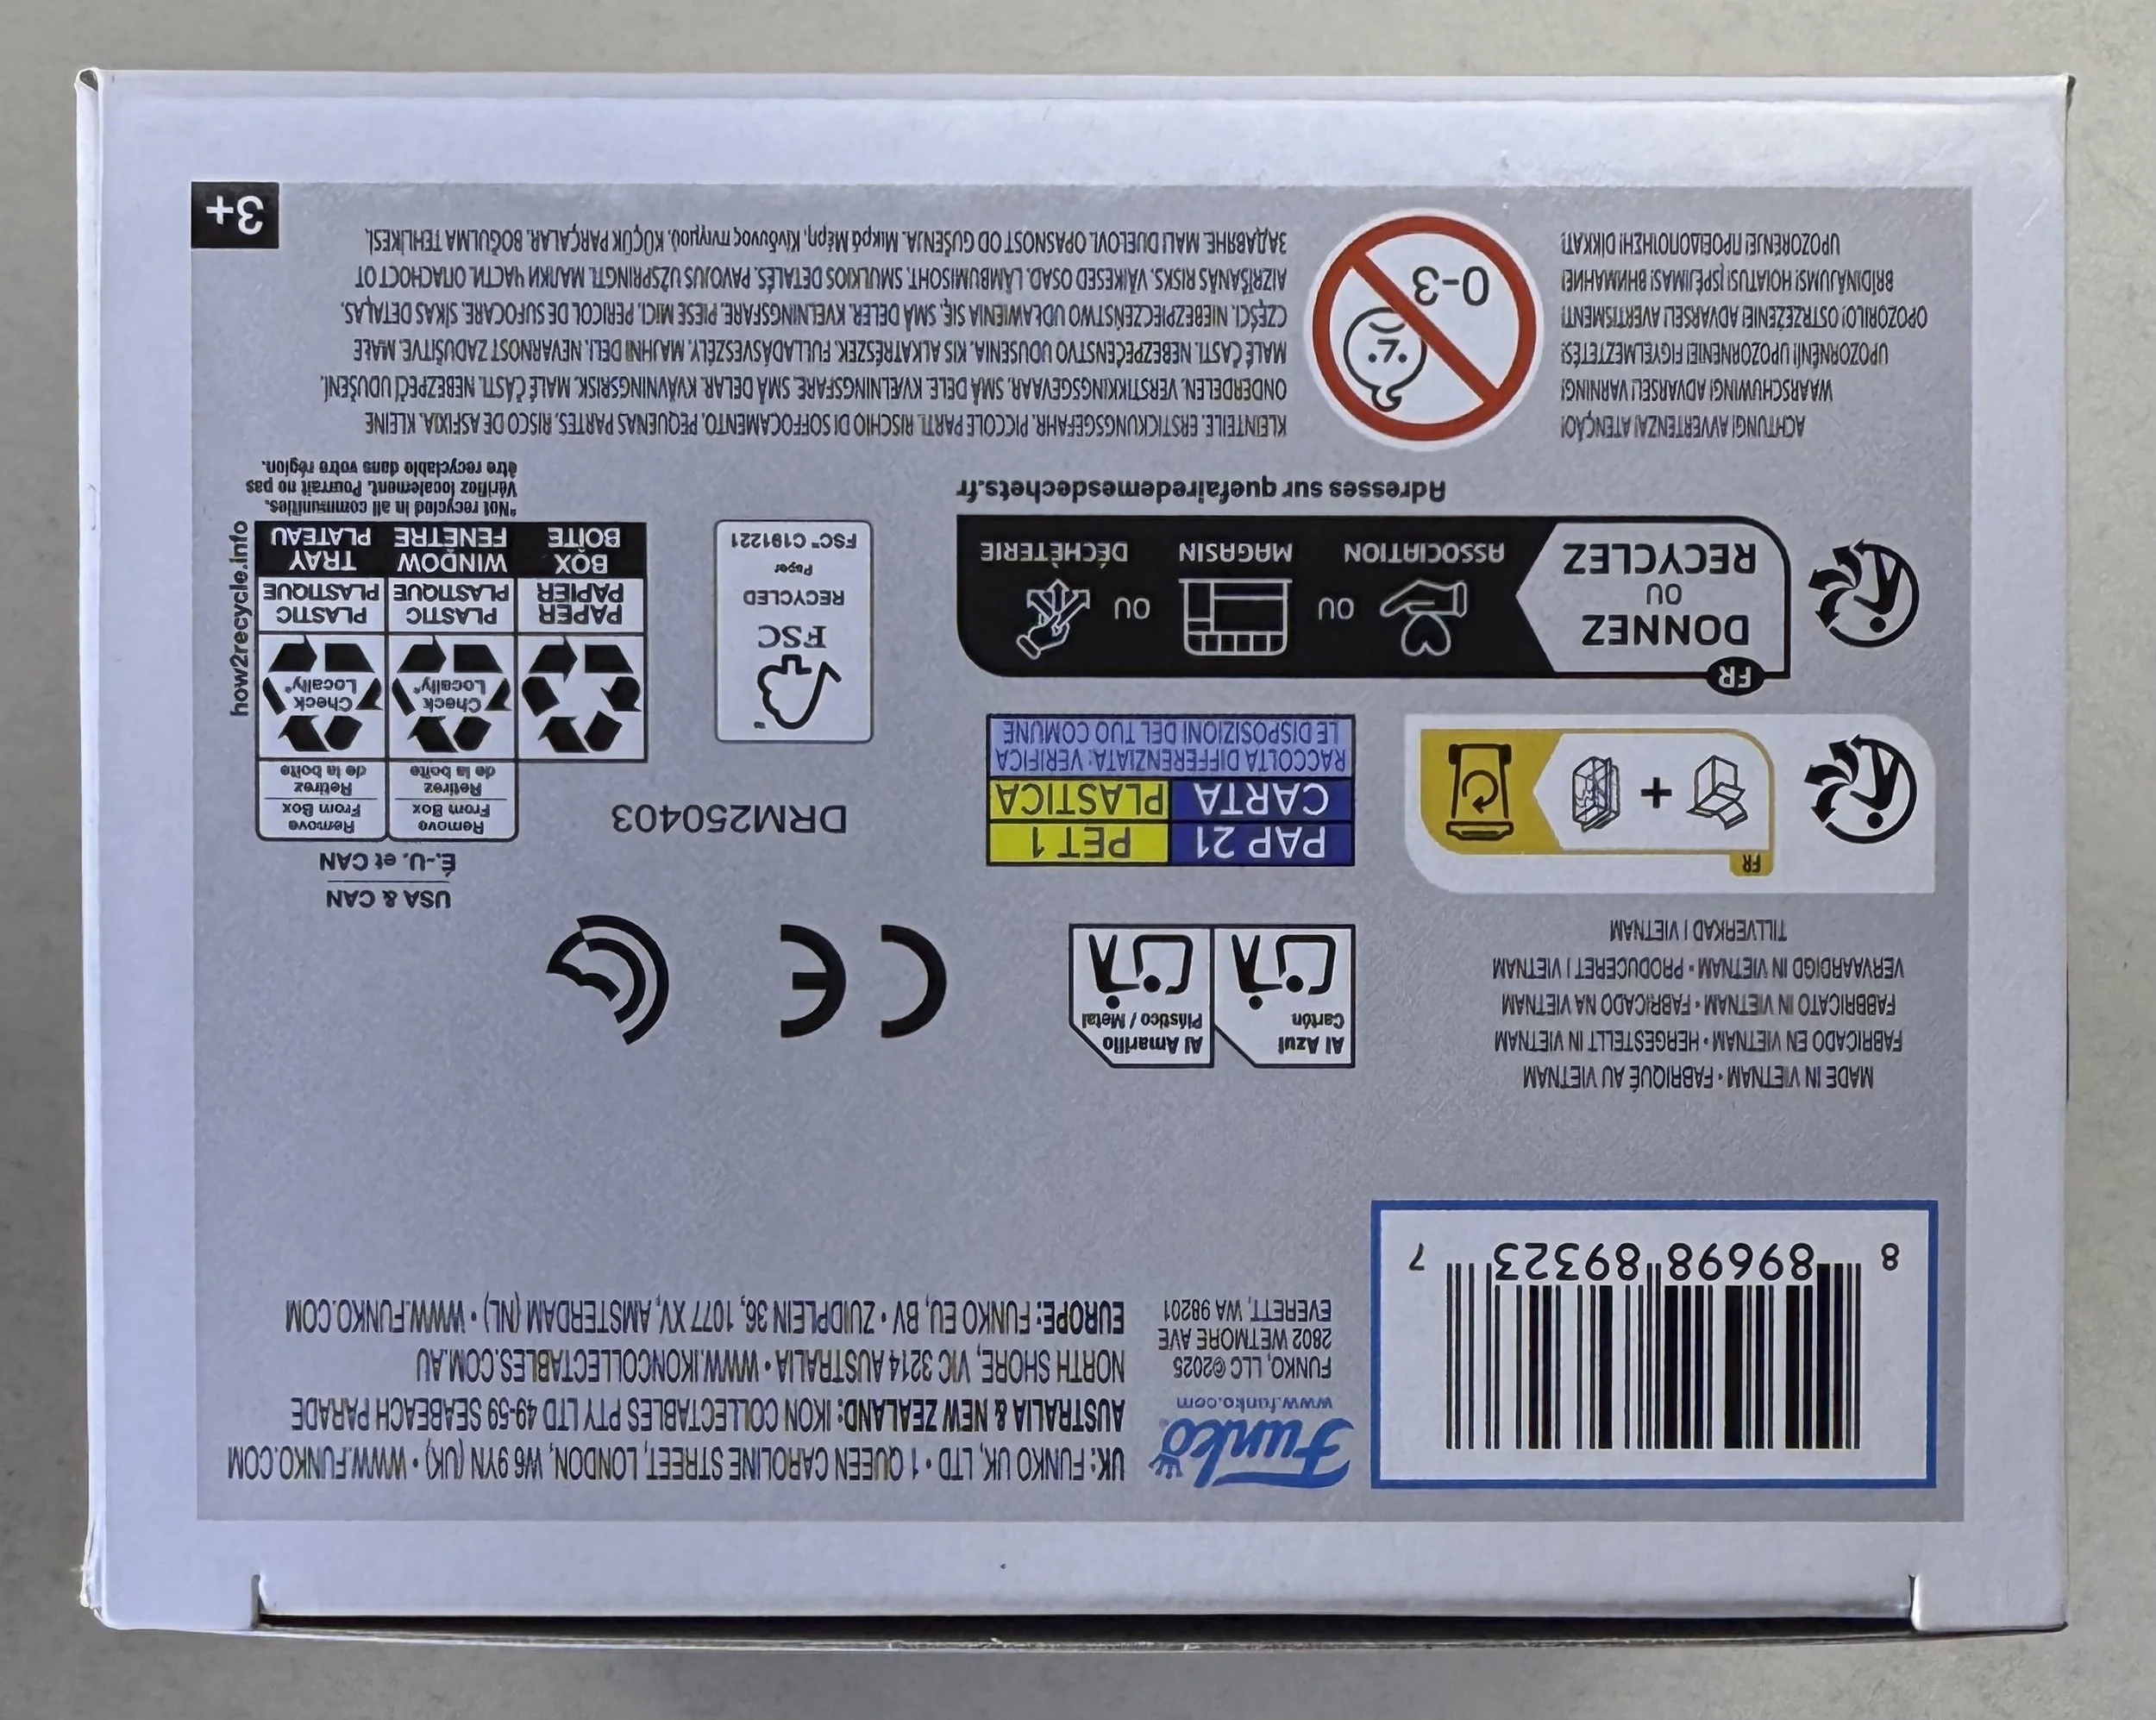 8 89698 89323 7
Funko
www.funko.com
FUNKO, LLC ©2025
2802 WETMORE AVE
EVERETT, WA 98201
UK: FUNKO UK, LTD • 1 QUEEN CAROLINE STREET, LONDON, W6 9YN (UK) • WWW.FUNKO.COM
AUSTRALIA & NEW ZEALAND: IKON COLLECTABLES PTY LTD 49-59 SEABEACH PARADE
NORTH SHORE, VIC 3214 AUSTRALIA • WWW.IKONCOLLECTABLES.COM.AU
EUROPE: FUNKO EU, BV • ZUIDPLEIN 36, 1077 XV, AMSTERDAM (NL) • WWW.FUNKO.COM
MADE IN VIETNAM • FABRIQUÉ AU VIETNAM
FABRICADO EN VIETNAM • HERGESTELLT IN VIETNAM
FABBRICATO IN VIETNAM • FABRICADO NA VIETNAM
VERVAARDIGD IN VIETNAM • PRODUCERET I VIETNAM
TILLVERKAD I VIETNAM
Al Azul
Cartón
Al Amarillo
Plástico / Metal
CE
FR
PAP 21 PET 1
CARTA PLASTICA
RACCOLTA DIFFERENZIATA: VERIFICA
LE DISPOSIZIONI DEL TUO COMUNE
DRM250403
USA & CAN
É.-U. et CAN
Remove
From Box
Retirez
de la boîte
Remove
From Box
Retirez
de la boîte
Check
Locally*
Check
Locally*
PAPER
PAPIER
PLASTIC
PLASTIQUE
PLASTIC
PLASTIQUE
BOX
BOÎTE
WINDOW
FENÊTRE
TRAY
PLATEAU
how2recycle.info
*Not recycled in all communities.
Vérifiez localement. Pourrait ne pas
être recyclable dans votre région.
™
FSC
RECYCLED
Paper
FSC® C191221
FR
DONNEZ
OU
RECYCLEZ
ASSOCIATION
OU
MAGASIN
OU
DÉCHÈTERIE
Adresses sur quefairedemesdechets.fr
ACHTUNG! AVVERTENZA! ATENÇÃO!
WAARSCHUWING! ADVARSEL! VARNING!
UPOZORNĚNÍ! UPOZORNENIE! FIGYELMEZTETÉS!
OPOZORILO! OSTRZEŻENIE! ADVARSEL! AVERTISMENT!
BRĪDINĀJUMS! HOIATUS! ĮSPĖJIMAS! ВНИМАНИЕ!
UPOZORENJE! ΠΡΟΕΙΔΟΠΟΙΗΣΗ! DİKKAT!
0-3
KLEINTEILE. ERSTICKUNGSGEFAHR. PICCOLE PARTI. RISCHIO DI SOFFOCAMENTO. PEQUENAS PARTES. RISCO DE ASFIXIA. KLEINE
ONDERDELEN. VERSTIKKINGSGEVAAR. SMÅ DELE. KVÆLNINGSFARE. SMÅ DELAR. KVÄVNINGSRISK. MALÉ ČÁSTI. NEBEZPEČÍ UDUŠENÍ.
MALÉ ČASTI. NEBEZPEČENSTVO UDUSENIA. KIS ALKATRÉSZEK. FULLADÁSVESZÉLY. MAJHNI DELI. NEVARNOST ZADUŠITVE. MAŁE
CZĘŚCI. NIEBEZPIECZEŃSTWO UDŁAWIENIA SIĘ. SMÅ DELER. KVELNINGSFARE. PIESE MICI. PERICOL DE SUFOCARE. SĪKAS DETAĻAS.
AIZRĪŠANĀS RISKS. VÄIKESED OSAD. LÄMBUMISOHT. SMULKIOS DETALĖS. PAVOJUS UŽSPRINGTI. МАЛКИ ЧАСТИ. ОПАСНОСТ ОТ
ЗАДАВЯНЕ. MALI DIJELOVI. OPASNOST OD GUŠENJA. Μικρά Μέρη. Κίνδυνος πνιγμού. KÜÇÜK PARÇALAR. BOĞULMA TEHLİKESİ.
3+